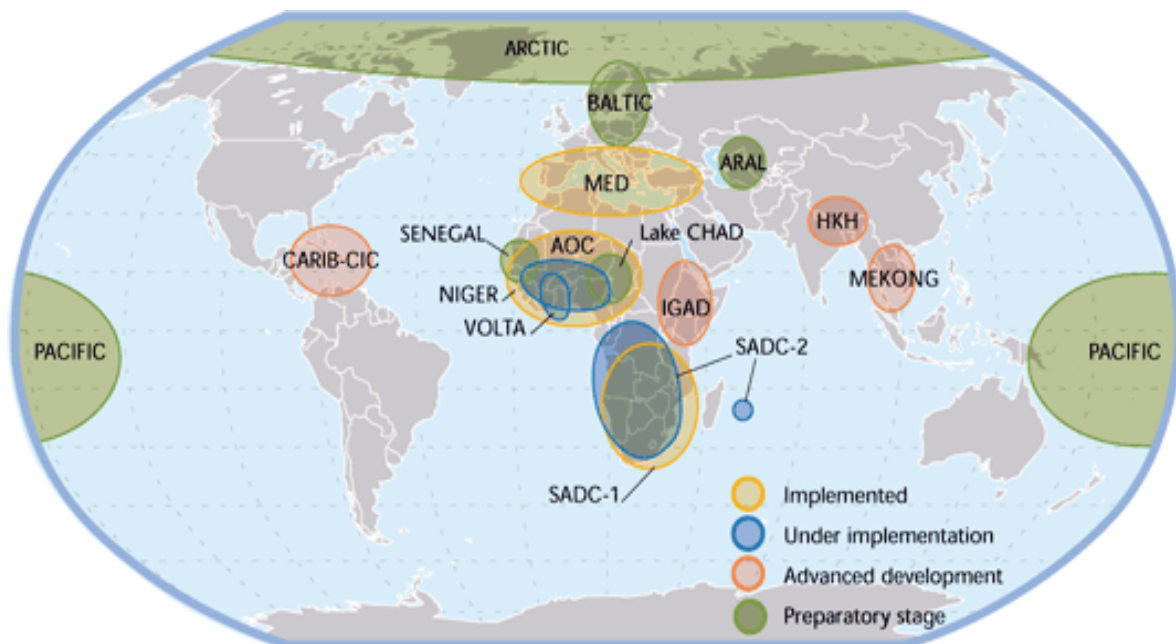 ARCTIC
BALTIC
ARAL
MED
HKH
SENEGAL
AOC
Lake CHAD
CARIB-CIC
MEKONG
NIGER
IGAD
VOLTA
PACIFIC
SADC-2
PACIFIC
SADC-1
Implemented
Under implementation
Advanced development
Preparatory stage